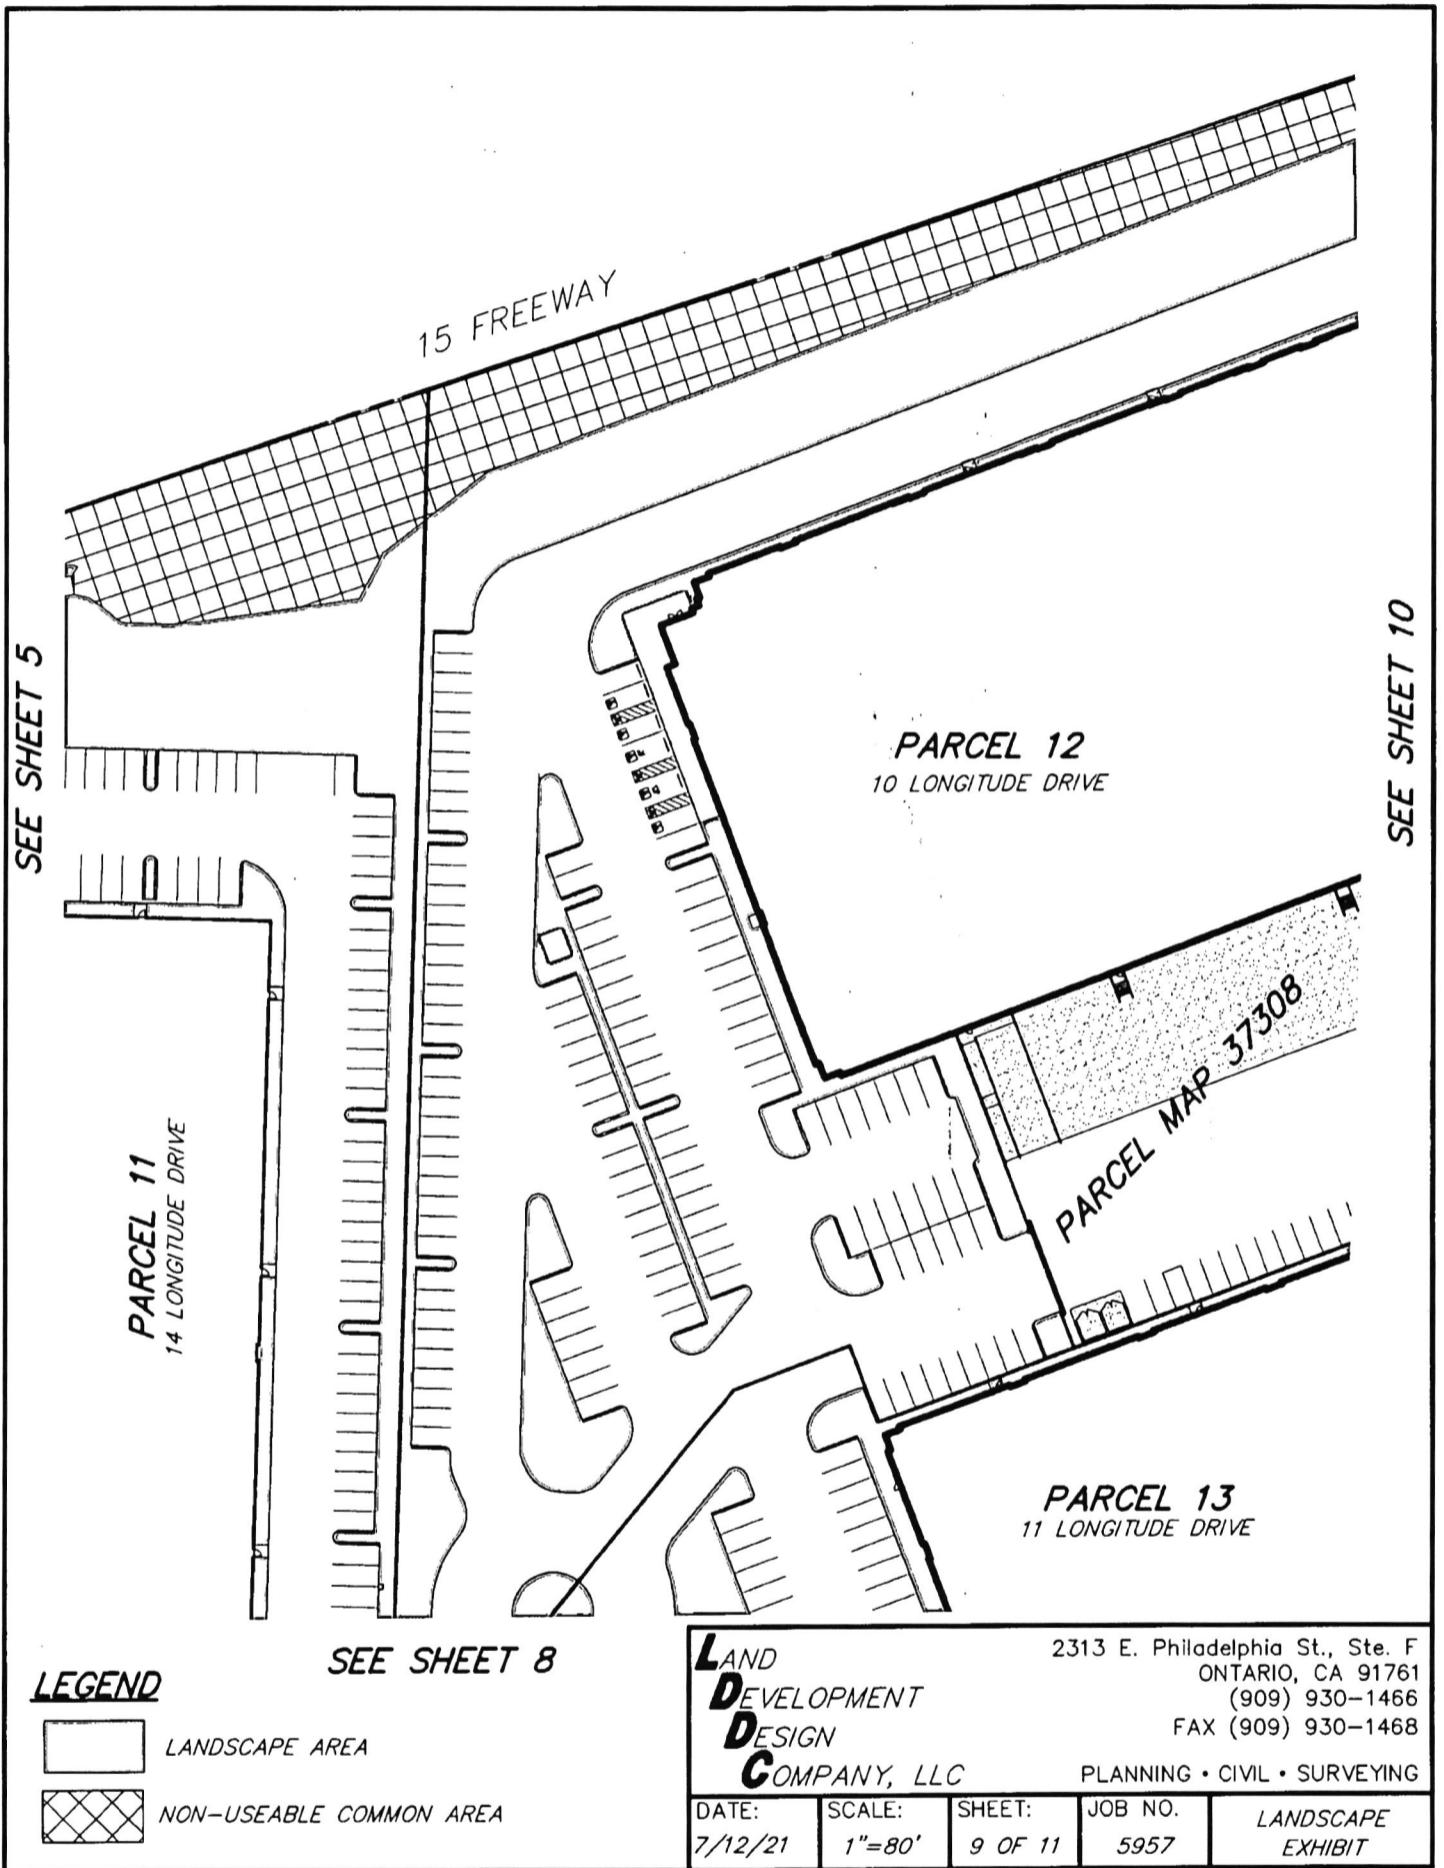 15 FREEWAY
SEE SHEET 5
SEE SHEET 10
PARCEL 12
10 LONGITUDE DRIVE
PARCEL MAP 37308
PARCEL 11
14 LONGITUDE DRIVE
PARCEL 13
11 LONGITUDE DRIVE
SEE SHEET 8
LEGEND
LANDSCAPE AREA
NON-USEABLE COMMON AREA
LAND
DEVELOPMENT
DESIGN
COMPANY, LLC
2313 E. Philadelphia St., Ste. F
ONTARIO, CA 91761
(909) 930-1466
FAX (909) 930-1468
PLANNING • CIVIL • SURVEYING
DATE:
7/12/21
SCALE:
1"=80'
SHEET:
9 OF 11
JOB NO.
5957
LANDSCAPE
EXHIBIT